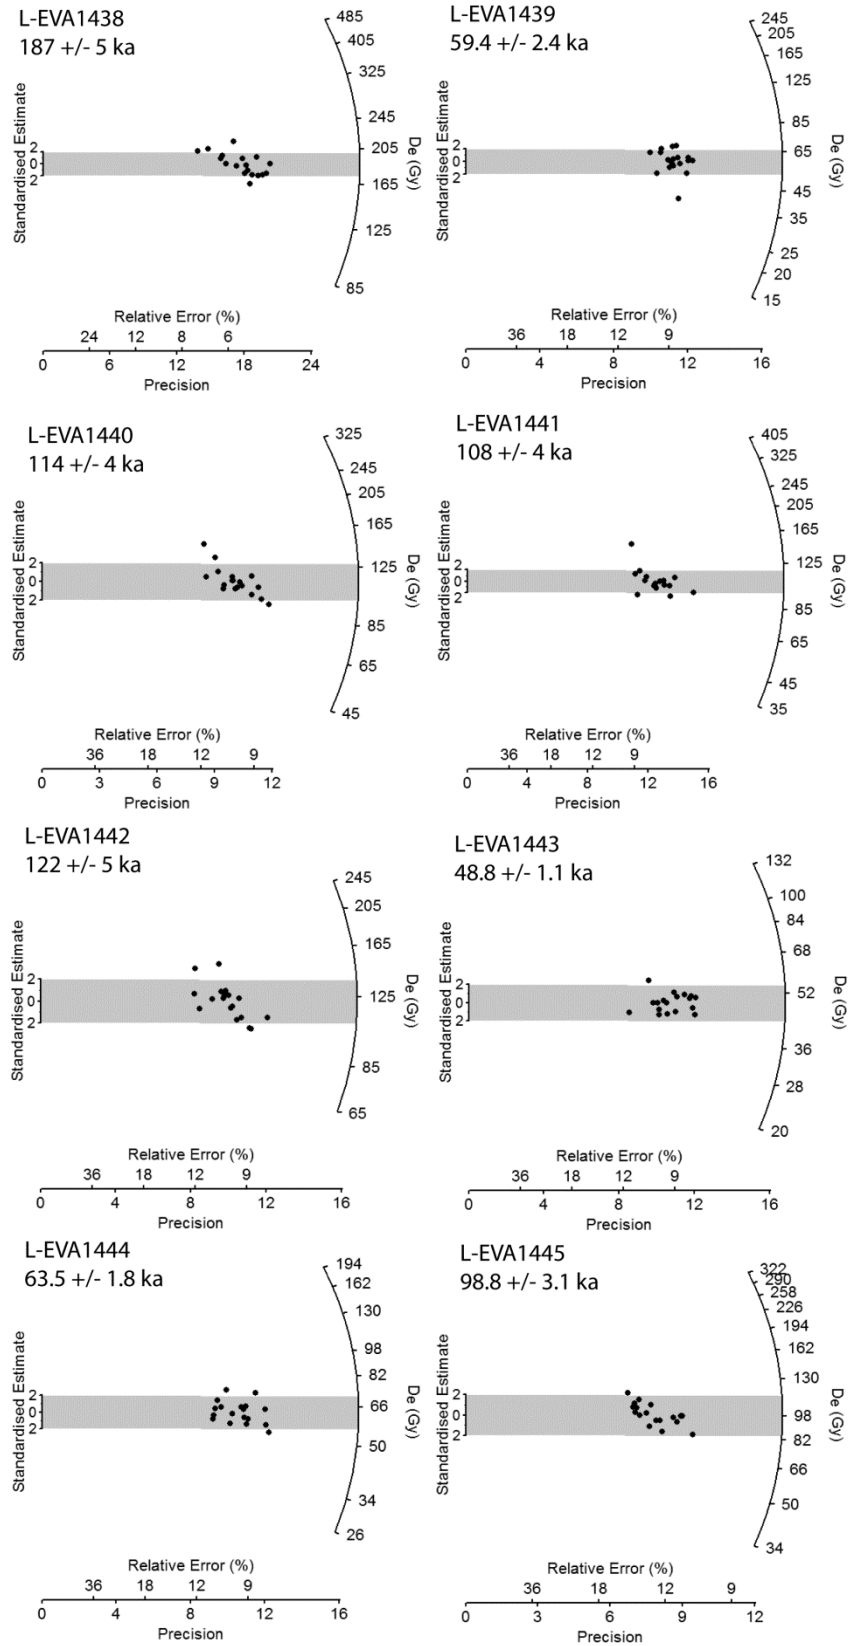 L-EVA1438
187 +/- 5 ka
Standardised Estimate
2
0
2
485
405
325
245
205
165
125
85
De (Gy)
Relative Error (%)
24 12 8 6
0 6 12 18 24
Precision
L-EVA1439
59.4 +/- 2.4 ka
Standardised Estimate
2
0
2
245
205
165
125
85
65
45
35
25
20
15
De (Gy)
Relative Error (%)
36 18 12 9
0 4 8 12 16
Precision
L-EVA1440
114 +/- 4 ka
Standardised Estimate
2
0
2
325
245
205
165
125
85
65
45
De (Gy)
Relative Error (%)
36 18 12 9
0 3 6 9 12
Precision
L-EVA1441
108 +/- 4 ka
Standardised Estimate
2
0
2
405
325
245
205
165
125
85
65
45
35
De (Gy)
Relative Error (%)
36 18 12 9
0 4 8 12 16
Precision
L-EVA1442
122 +/- 5 ka
Standardised Estimate
2
0
2
245
205
165
125
85
65
De (Gy)
Relative Error (%)
36 18 12 9
0 4 8 12 16
Precision
L-EVA1443
48.8 +/- 1.1 ka
Standardised Estimate
2
0
2
132
100
84
68
52
36
28
20
De (Gy)
Relative Error (%)
36 18 12 9
0 4 8 12 16
Precision
L-EVA1444
63.5 +/- 1.8 ka
Standardised Estimate
2
0
2
194
162
130
98
82
66
50
34
26
De (Gy)
Relative Error (%)
36 18 12 9
0 4 8 12 16
Precision
L-EVA1445
98.8 +/- 3.1 ka
Standardised Estimate
2
0
2
322
290
258
226
194
162
130
98
82
66
50
34
De (Gy)
Relative Error (%)
36 18 12 9
0 3 6 9 12
Precision